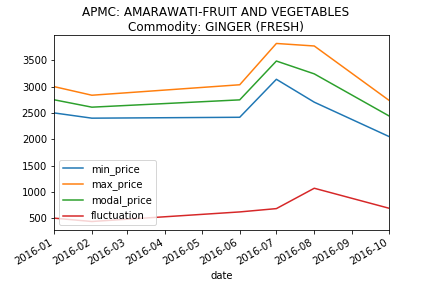 APMC: AMARAWATI-FRUIT AND VEGETABLES
Commodity: GINGER (FRESH)
3500
3000
2500
2000
1500
1000
500
min_price
max_price
modal_price
fluctuation
2016-01
2016-02
2016-03
2016-04
2016-05
2016-06
2016-07
2016-08
2016-09
2016-10
date